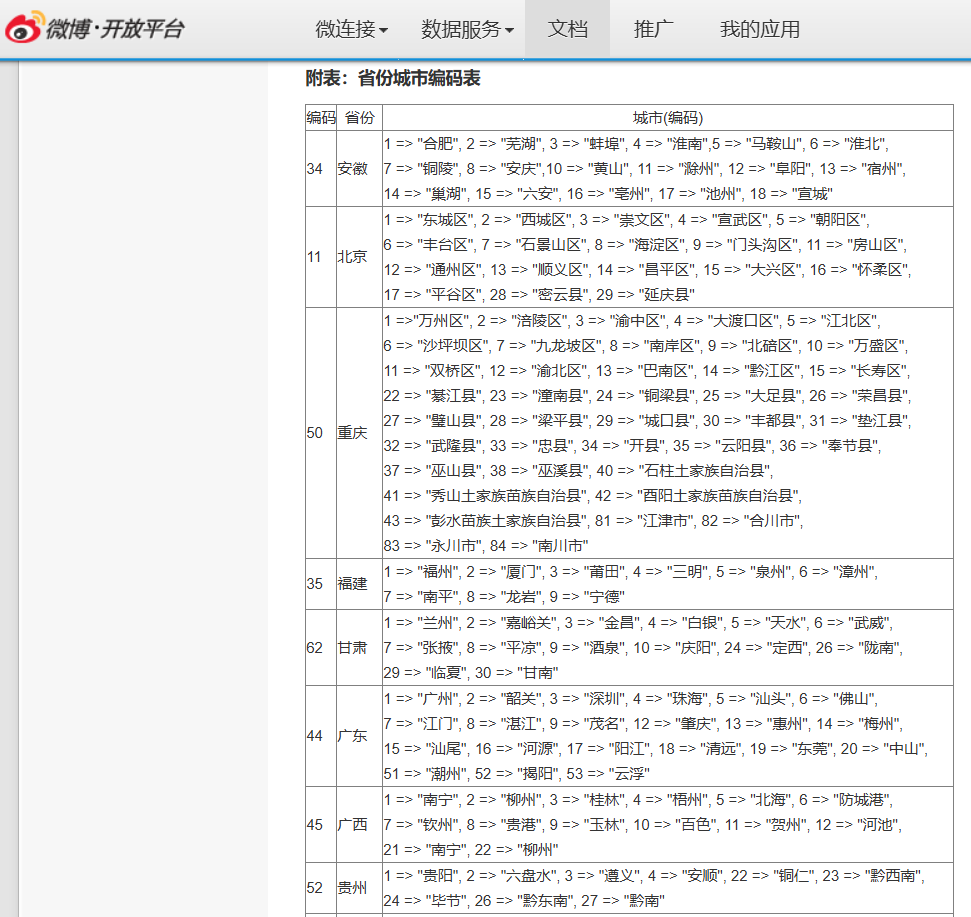 微博·开放平台 微连接 数据服务 文档 推广 我的应用
附表：省份城市编码表
编码 省份 城市(编码)
34 安徽
1 => "合肥", 2 => "芜湖", 3 => "蚌埠", 4 => "淮南",5 => "马鞍山", 6 => "淮北",
7 => "铜陵", 8 => "安庆",10 => "黄山", 11 => "滁州", 12 => "阜阳", 13 => "宿州",
14 => "巢湖", 15 => "六安", 16 => "亳州", 17 => "池州", 18 => "宣城"
11 北京
1 => "东城区", 2 => "西城区", 3 => "崇文区", 4 => "宣武区", 5 => "朝阳区",
6 => "丰台区", 7 => "石景山区", 8 => "海淀区", 9 => "门头沟区", 11 => "房山区",
12 => "通州区", 13 => "顺义区", 14 => "昌平区", 15 => "大兴区", 16 => "怀柔区",
17 => "平谷区", 28 => "密云县", 29 => "延庆县"
50 重庆
1 =>"万州区", 2 => "涪陵区", 3 => "渝中区", 4 => "大渡口区", 5 => "江北区",
6 => "沙坪坝区", 7 => "九龙坡区", 8 => "南岸区", 9 => "北碚区", 10 => "万盛区",
11 => "双桥区", 12 => "渝北区", 13 => "巴南区", 14 => "黔江区", 15 => "长寿区",
22 => "綦江县", 23 => "潼南县", 24 => "铜梁县", 25 => "大足县", 26 => "荣昌县",
27 => "璧山县", 28 => "梁平县", 29 => "城口县", 30 => "丰都县", 31 => "垫江县",
32 => "武隆县", 33 => "忠县", 34 => "开县", 35 => "云阳县", 36 => "奉节县",
37 => "巫山县", 38 => "巫溪县", 40 => "石柱土家族自治县",
41 => "秀山土家族苗族自治县", 42 => "酉阳土家族苗族自治县",
43 => "彭水苗族土家族自治县", 81 => "江津市", 82 => "合川市",
83 => "永川市", 84 => "南川市"
35 福建
1 => "福州", 2 => "厦门", 3 => "莆田", 4 => "三明", 5 => "泉州", 6 => "漳州",
7 => "南平", 8 => "龙岩", 9 => "宁德"
62 甘肃
1 => "兰州", 2 => "嘉峪关", 3 => "金昌", 4 => "白银", 5 => "天水", 6 => "武威",
7 => "张掖", 8 => "平凉", 9 => "酒泉", 10 => "庆阳", 24 => "定西", 26 => "陇南",
29 => "临夏", 30 => "甘南"
44 广东
1 => "广州", 2 => "韶关", 3 => "深圳", 4 => "珠海", 5 => "汕头", 6 => "佛山",
7 => "江门", 8 => "湛江", 9 => "茂名", 12 => "肇庆", 13 => "惠州", 14 => "梅州",
15 => "汕尾", 16 => "河源", 17 => "阳江", 18 => "清远", 19 => "东莞", 20 => "中山",
51 => "潮州", 52 => "揭阳", 53 => "云浮"
45 广西
1 => "南宁", 2 => "柳州", 3 => "桂林", 4 => "梧州", 5 => "北海", 6 => "防城港",
7 => "钦州", 8 => "贵港", 9 => "玉林", 10 => "百色", 11 => "贺州", 12 => "河池",
21 => "南宁", 22 => "柳州"
52 贵州
1 => "贵阳", 2 => "六盘水", 3 => "遵义", 4 => "安顺", 22 => "铜仁", 23 => "黔西南",
24 => "毕节", 26 => "黔东南", 27 => "黔南"